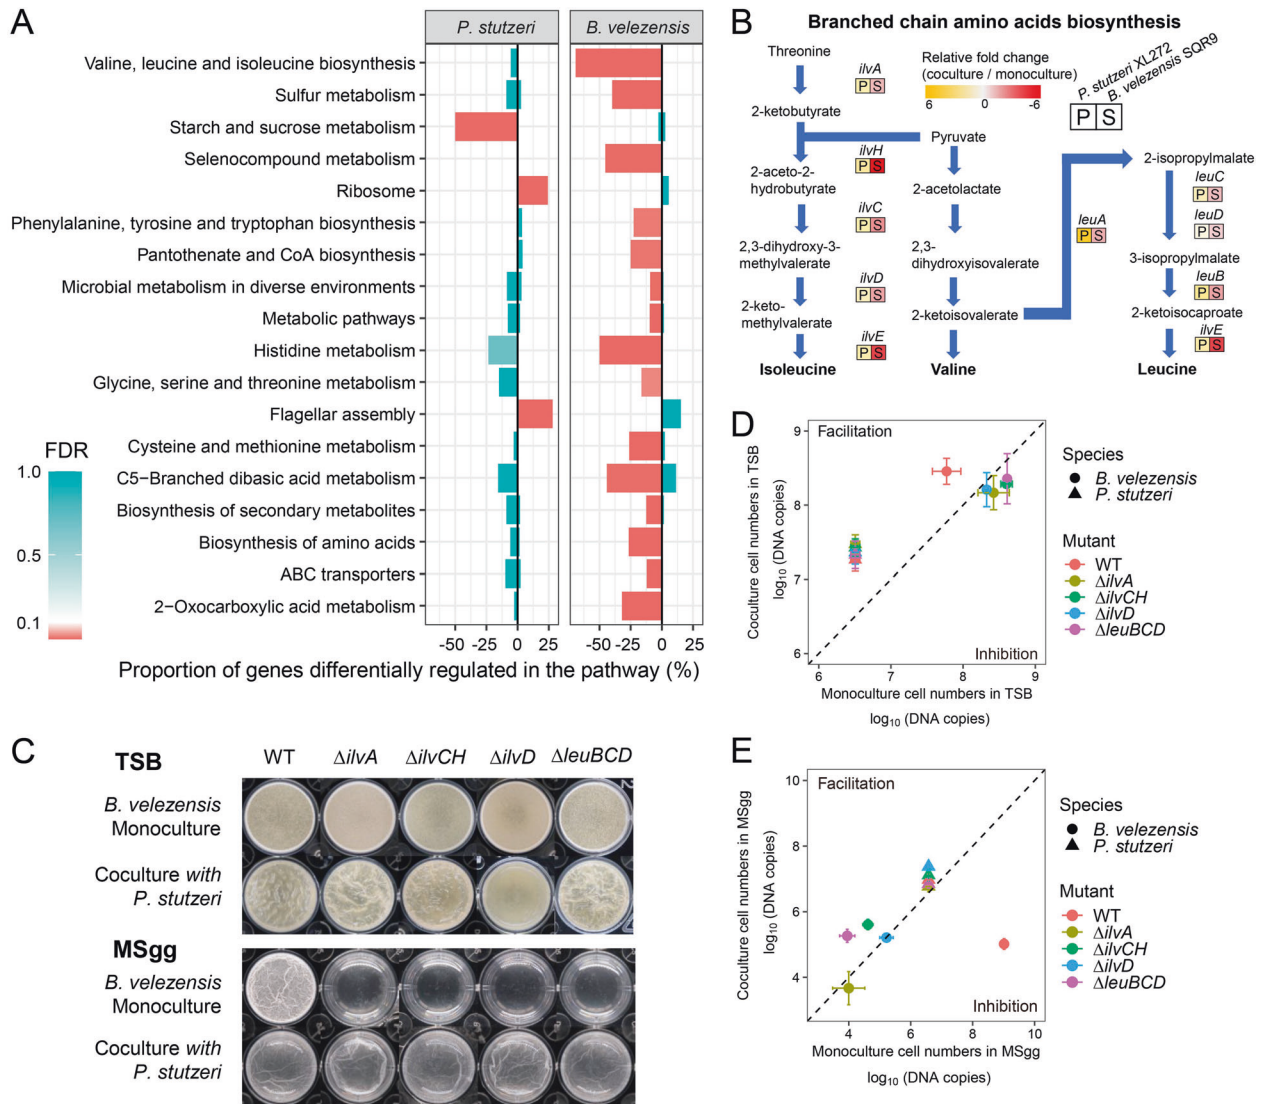 A
P. stutzeri
B. velezensis
Valine, leucine and isoleucine biosynthesis
Sulfur metabolism
Starch and sucrose metabolism
Selenocompound metabolism
Ribosome
Phenylalanine, tyrosine and tryptophan biosynthesis
Pantothenate and CoA biosynthesis
Microbial metabolism in diverse environments
Metabolic pathways
Histidine metabolism
Glycine, serine and threonine metabolism
Flagellar assembly
Cysteine and methionine metabolism
C5−Branched dibasic acid metabolism
Biosynthesis of secondary metabolites
Biosynthesis of amino acids
ABC transporters
2−Oxocarboxylic acid metabolism
FDR
1.0
0.5
0.1
-50 -25 0 25
-50 -25 0 25
Proportion of genes differentially regulated in the pathway (%)
B
Branched chain amino acids biosynthesis
Threonine
ilvA
P S
2-ketobutyrate
Relative fold change
(coculture / monoculture)
6 0 -6
P. stutzeri XL272
B. velezensis SQR9
P S
Pyruvate
ilvH
P S
2-aceto-2-
hydrobutyrate
2-acetolactate
ilvC
P S
2,3-dihydroxy-3-
methylvalerate
2,3-
dihydroxyisovalerate
ilvD
P S
2-keto-
methylvalerate
2-ketoisovalerate
ilvE
P S
Isoleucine
Valine
leuA
P S
2-isopropylmalate
leuC
P S
leuD
P S
3-isopropylmalate
leuB
P S
2-ketoisocaproate
ilvE
P S
Leucine
C
TSB
WT
ΔilvA
ΔilvCH
ΔilvD
ΔleuBCD
B. velezensis
Monoculture
Coculture with
P. stutzeri
MSgg
B. velezensis
Monoculture
Coculture with
P. stutzeri
D
Coculture cell numbers in TSB
log10 (DNA copies)
9
8
7
6
Facilitation
Inhibition
6 7 8 9
Monoculture cell numbers in TSB
log10 (DNA copies)
Species
B. velezensis
P. stutzeri
Mutant
WT
ΔilvA
ΔilvCH
ΔilvD
ΔleuBCD
E
Coculture cell numbers in MSgg
log10 (DNA copies)
10
8
6
4
Facilitation
Inhibition
4 6 8 10
Monoculture cell numbers in MSgg
log10 (DNA copies)
Species
B. velezensis
P. stutzeri
Mutant
WT
ΔilvA
ΔilvCH
ΔilvD
ΔleuBCD